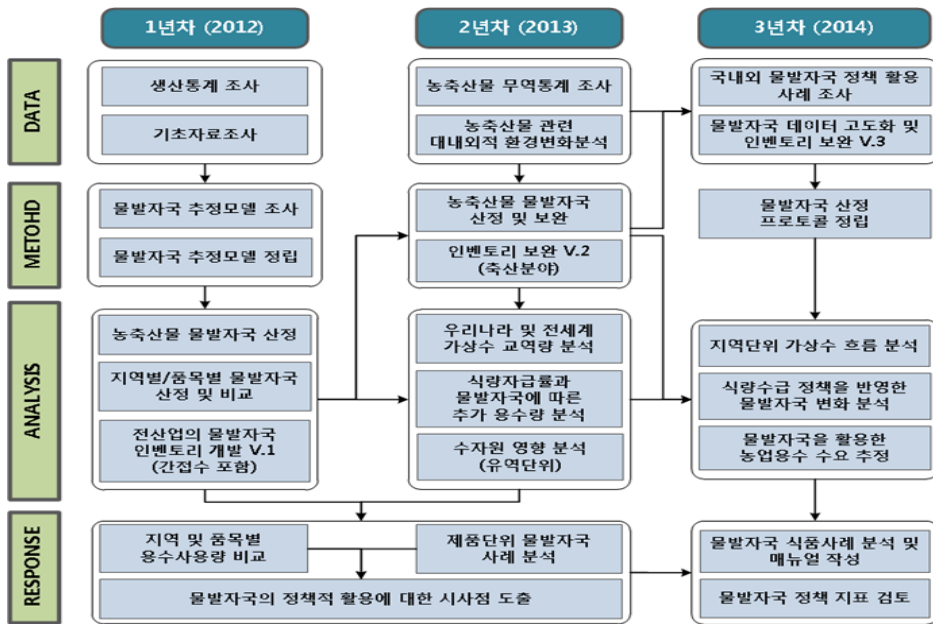 1년차 (2012)
2년차 (2013)
3년차 (2014)
DATA
생산통계 조사
기초자료조사
농축산물 무역통계 조사
농축산물 관련
대내외적 환경변화분석
국내외 물발자국 정책 활용
사례 조사
물발자국 데이터 고도화 및
인벤토리 보완 V.3
METOHD
물발자국 추정모델 조사
물발자국 추정모델 정립
농축산물 물발자국
산정 및 보완
인벤토리 보완 V.2
(축산분야)
물발자국 산정
프로토콜 정립
ANALYSIS
농축산물 물발자국 산정
지역별/품목별 물발자국
산정 및 비교
전산업의 물발자국
인벤토리 개발 V.1
(간접수 포함)
우리나라 및 전세계
가상수 교역량 분석
식량자급률과
물발자국에 따른
추가 용수량 분석
수자원 영향 분석
(유역단위)
지역단위 가상수 흐름 분석
식량수급 정책을 반영한
물발자국 변화 분석
물발자국을 활용한
농업용수 수요 추정
RESPONSE
지역 및 품목별
용수사용량 비교
제품단위 물발자국
사례 분석
물발자국의 정책적 활용에 대한 시사점 도출
물발자국 식품사례 분석 및
매뉴얼 작성
물발자국 정책 지표 검토